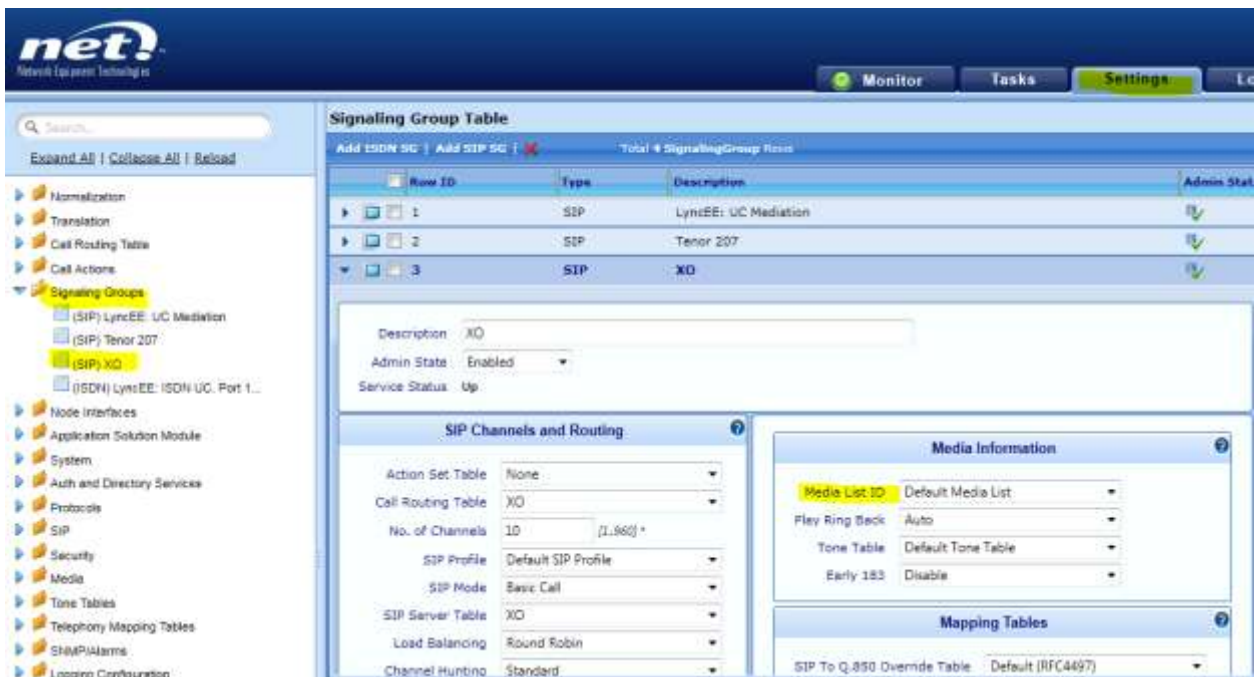 net
Network Equipment Technologies
Monitor
Tasks
Settings
Search...
Expand All | Collapse All | Reload
Normalization
Translation
Call Routing Table
Call Actions
Signaling Groups
(SIP) LyncEE: UC Mediation
(SIP) Tenor 207
(SIP) XO
(ISDN) LyncEE: ISDN UC. Port 1...
Node Interfaces
Application Solution Module
System
Auth and Directory Services
Protocols
SIP
Security
Media
Tone Tables
Telephony Mapping Tables
SNMP/Alarms
Logging Configuration
Signaling Group Table
Add ISDN SG | Add SIP SG | Total 4 SignalingGroup Rows
Row ID Type Description Admin Stat
1 SIP LyncEE: UC Mediation
2 SIP Tenor 207
3 SIP XO
Description XO
Admin State Enabled
Service Status Up
SIP Channels and Routing
Action Set Table None
Call Routing Table XO
No. of Channels 10 [1..960] *
SIP Profile Default SIP Profile
SIP Mode Basic Call
SIP Server Table XO
Load Balancing Round Robin
Channel Hunting Standard
Media Information
Media List ID Default Media List
Play Ring Back Auto
Tone Table Default Tone Table
Early 183 Disable
Mapping Tables
SIP To Q.850 Override Table Default (RFC4497)